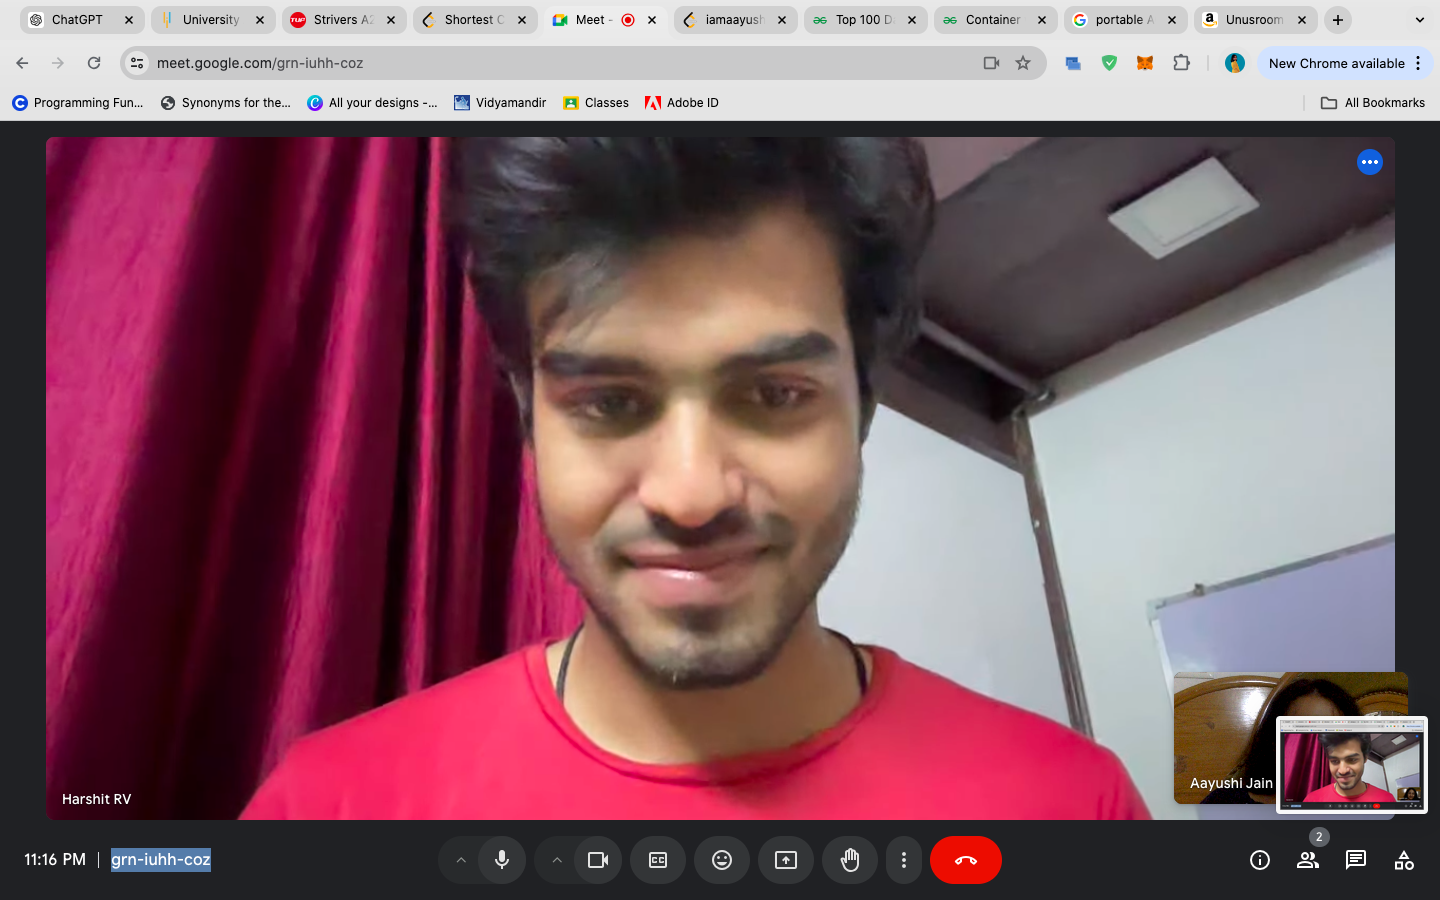 ChatGPT
University
Strivers A2
Shortest C
Meet -
iamaayush
Top 100 D
Container
portable A
Unusroom
meet.google.com/grn-iuhh-coz
New Chrome available
Programming Fun...
Synonyms for the...
All your designs -...
Vidyamandir
Classes
Adobe ID
All Bookmarks
Harshit RV
Aayushi Jain
11:16 PM | grn-iuhh-coz
2